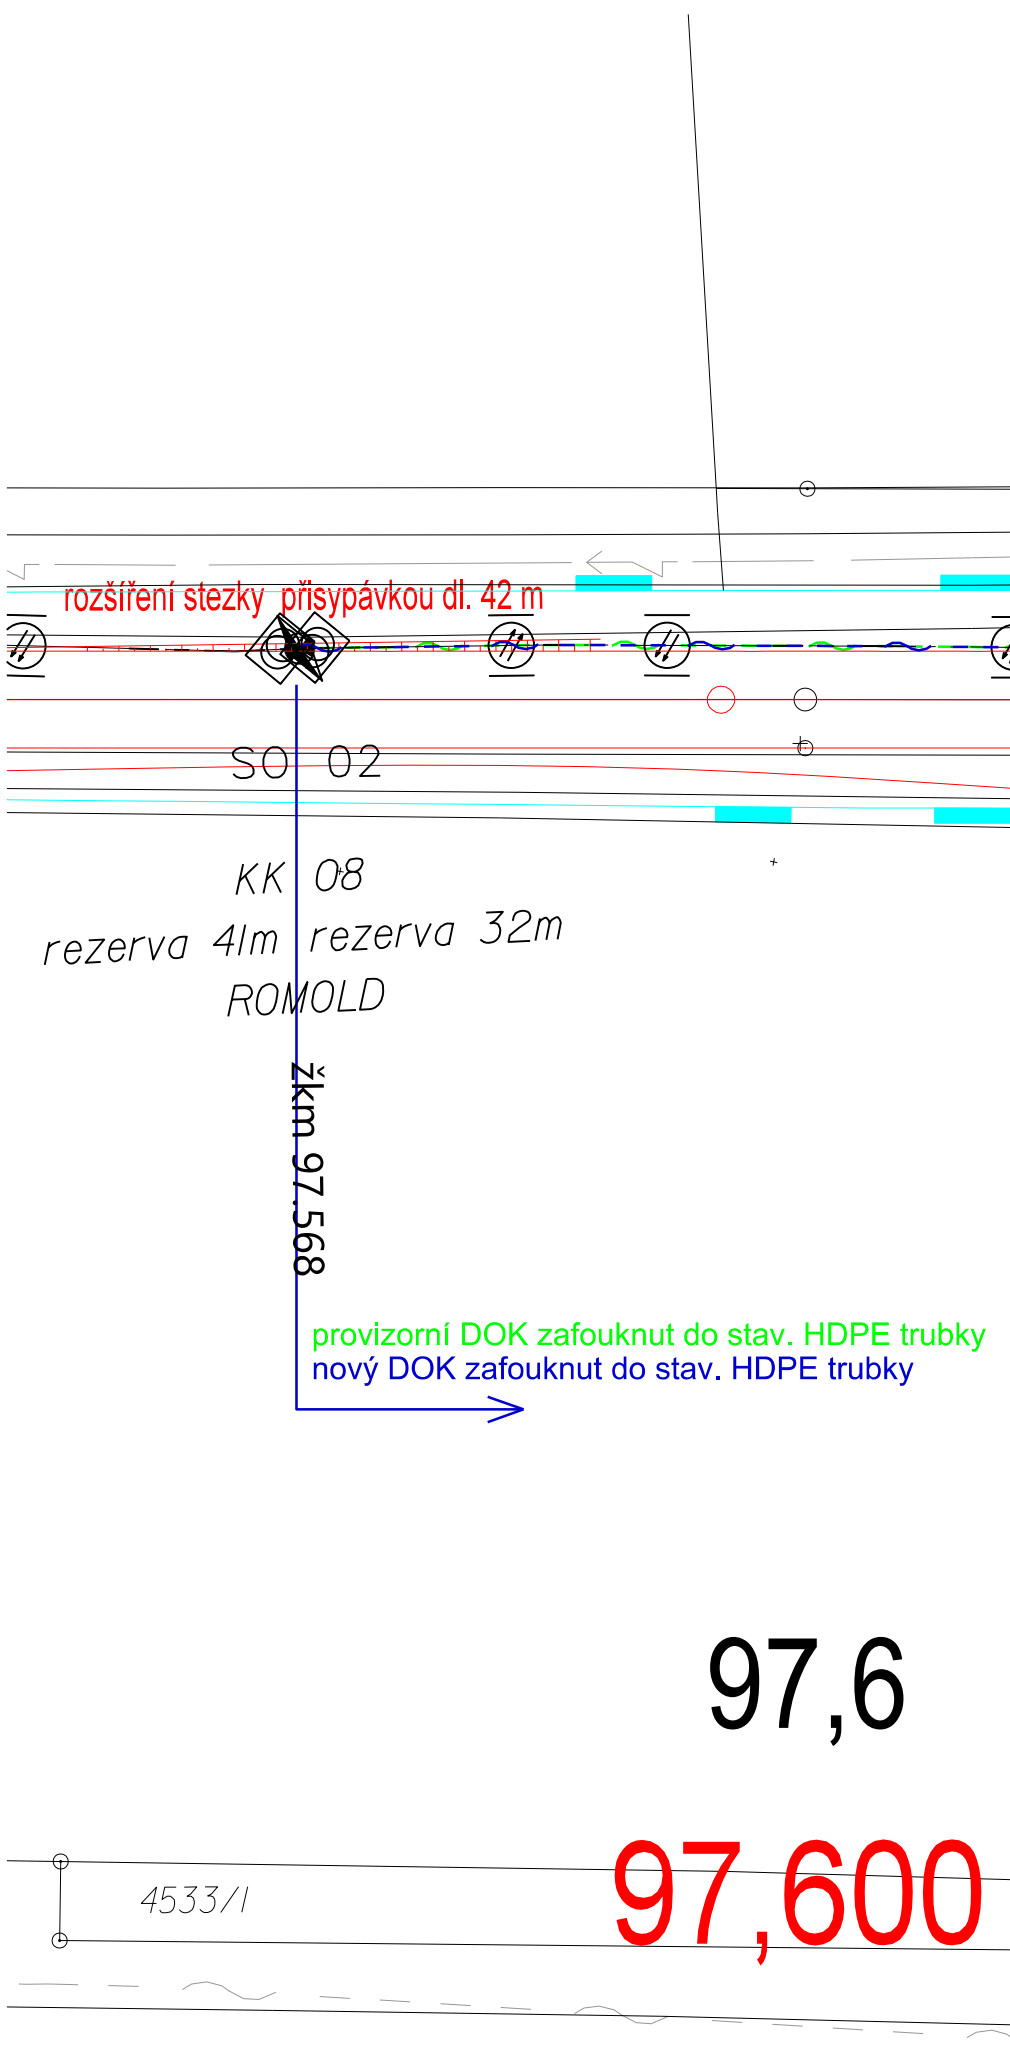 rozšíření stezky přisypávkou dl. 42 m
SO 02
KK 08
rezerva 41m rezerva 32m
ROMOLD
žkm 97.568
provizorní DOK zafouknut do stav. HDPE trubky
nový DOK zafouknut do stav. HDPE trubky
97,6
97,600
4533/1